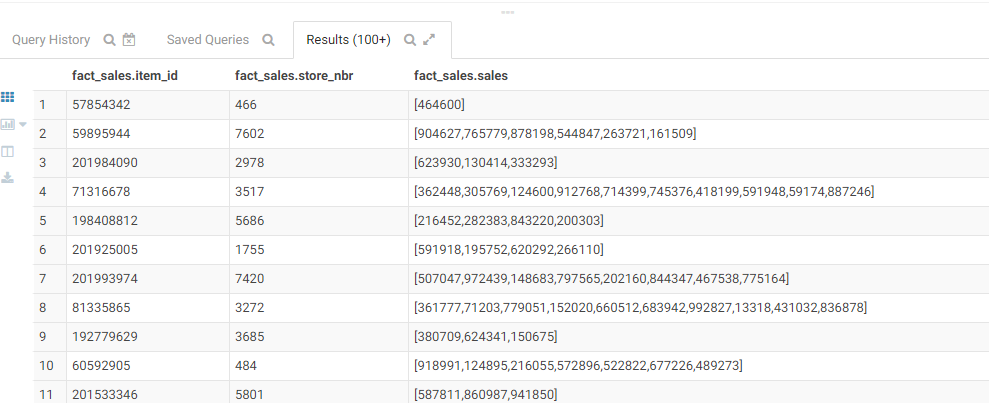 Query History Saved Queries Results (100+)
fact_sales.item_id fact_sales.store_nbr fact_sales.sales
1 57854342 466 [464600]
2 59895944 7602 [904627,765779,878198,544847,263721,161509]
3 201984090 2978 [623930,130414,333293]
4 71316678 3517 [362448,305769,124600,912768,714399,745376,418199,591948,59174,887246]
5 198408812 5686 [216452,282383,843220,200303]
6 201925005 1755 [591918,195752,620292,266110]
7 201993974 7420 [507047,972439,148683,797565,202160,844347,467538,775164]
8 81335865 3272 [361777,71203,779051,152020,660512,683942,992827,13318,431032,836878]
9 192779629 3685 [380709,624341,150675]
10 60592905 484 [918991,124895,216055,572896,522822,677226,489273]
11 201533346 5801 [587811,860987,941850]